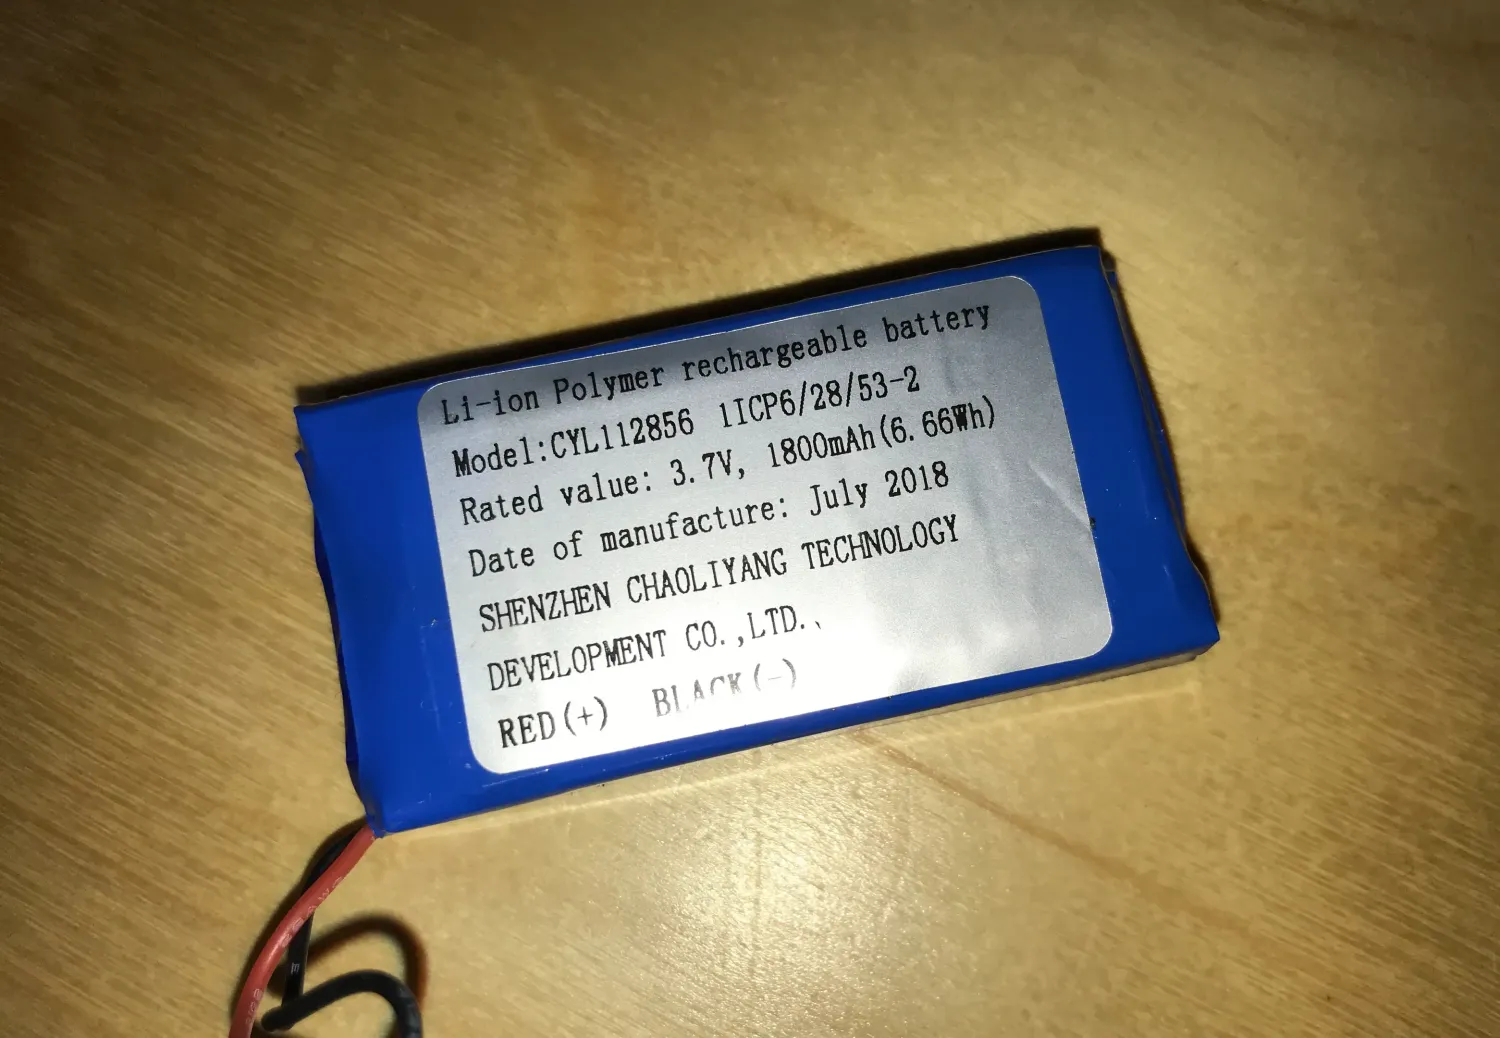 Li-ion Polymer rechargeable battery
Model:CYL112856 1ICP6/28/53-2
Rated value: 3.7V, 1800mAh(6.66Wh)
Date of manufacture: July 2018
SHENZHEN CHAOLIYANG TECHNOLOGY
DEVELOPMENT CO.,LTD.、
RED(+) BLACK(-)